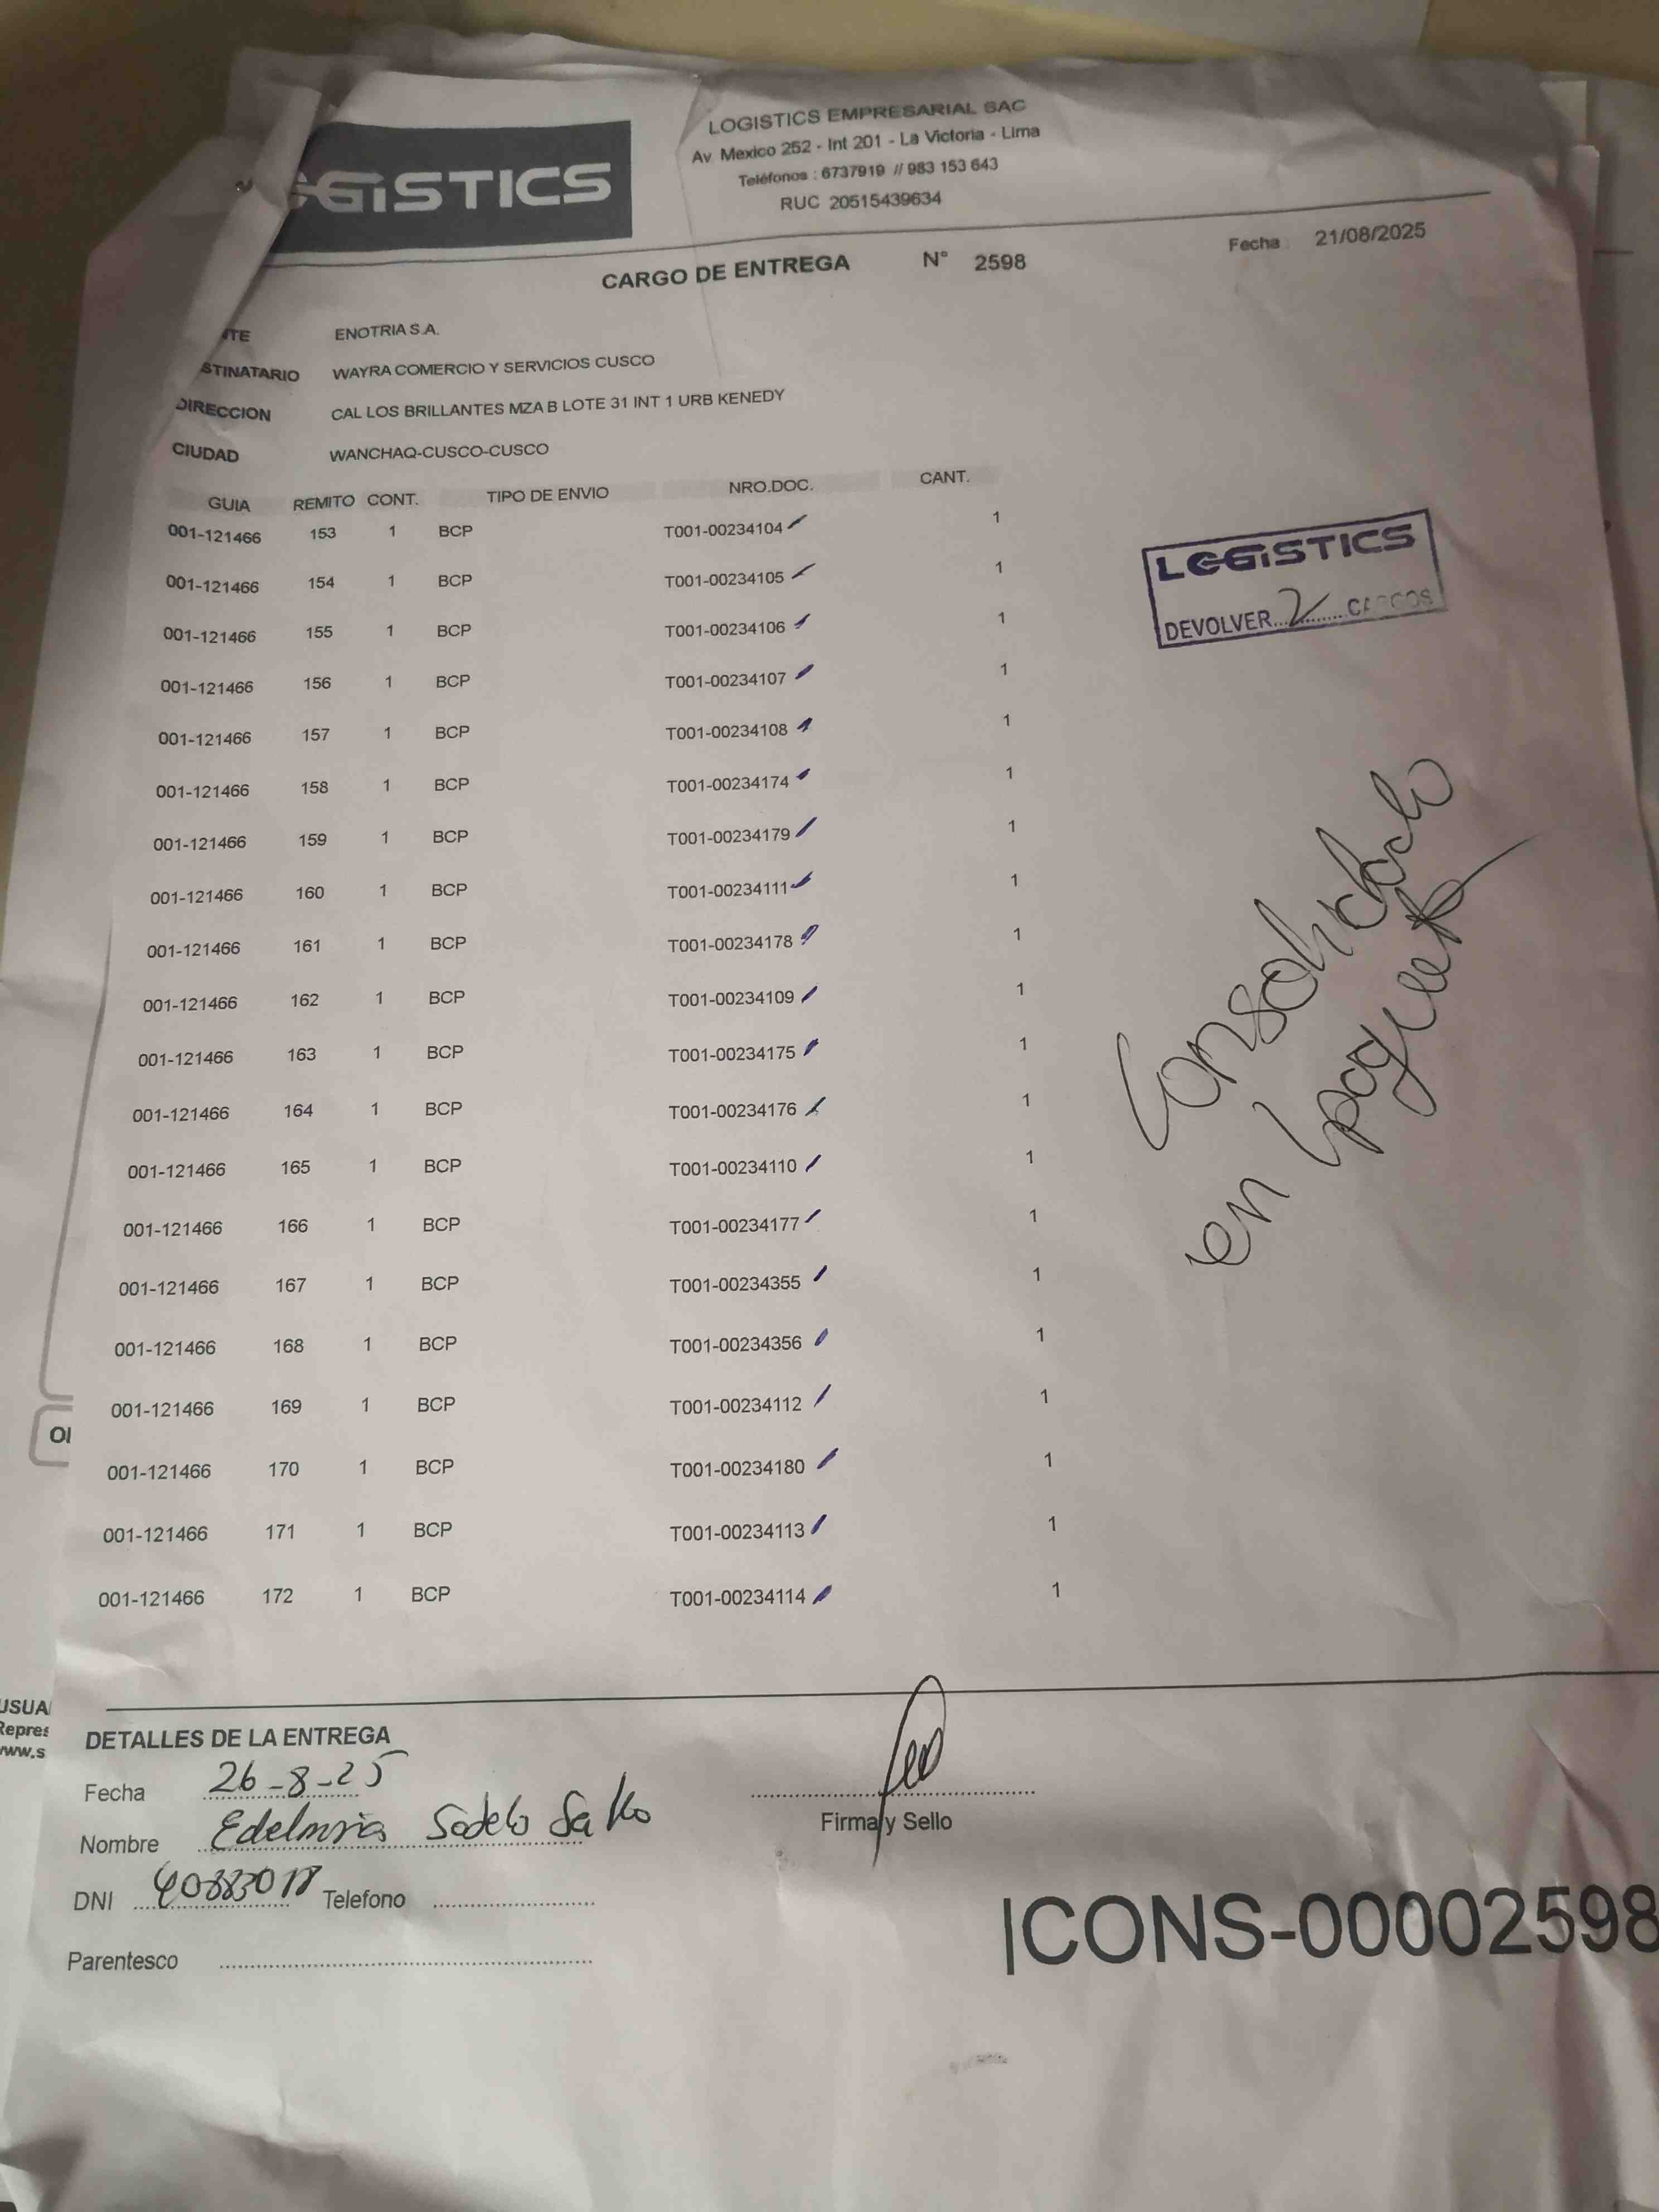 GiSTICS
LOGISTICS EMPRESARIAL SAC
Av Mexico 252 - Int 201 - La Victoria - Lima
Teléfonos : 6737919 // 983 153 643
RUC 20515439634
CARGO DE ENTREGA N° 2598
Fecha : 21/08/2025
NTE ENOTRIA S.A.
STINATARIO WAYRA COMERCIO Y SERVICIOS CUSCO
DIRECCION CAL LOS BRILLANTES MZA B LOTE 31 INT 1 URB KENEDY
CIUDAD WANCHAQ-CUSCO-CUSCO
GUIA REMITO CONT. TIPO DE ENVIO NRO.DOC. CANT.
001-121466 153 1 BCP T001-00234104 1
001-121466 154 1 BCP T001-00234105 1
001-121466 155 1 BCP T001-00234106 1
001-121466 156 1 BCP T001-00234107 1
001-121466 157 1 BCP T001-00234108 1
001-121466 158 1 BCP T001-00234174 1
001-121466 159 1 BCP T001-00234179 1
001-121466 160 1 BCP T001-00234111 1
001-121466 161 1 BCP T001-00234178 1
001-121466 162 1 BCP T001-00234109 1
001-121466 163 1 BCP T001-00234175 1
001-121466 164 1 BCP T001-00234176 1
001-121466 165 1 BCP T001-00234110 1
001-121466 166 1 BCP T001-00234177 1
001-121466 167 1 BCP T001-00234355 1
001-121466 168 1 BCP T001-00234356 1
001-121466 169 1 BCP T001-00234112 1
001-121466 170 1 BCP T001-00234180 1
001-121466 171 1 BCP T001-00234113 1
001-121466 172 1 BCP T001-00234114 1
LOGiSTICS
DEVOLVER...2......CARGOS
Consolidado
en paquete
OI
USUA
Repres
ww.s
DETALLES DE LA ENTREGA
Fecha 26-8-25
Nombre Edelmira Sotelo
DNI Telefono
Parentesco
Firma y Sello
ICONS-00002598